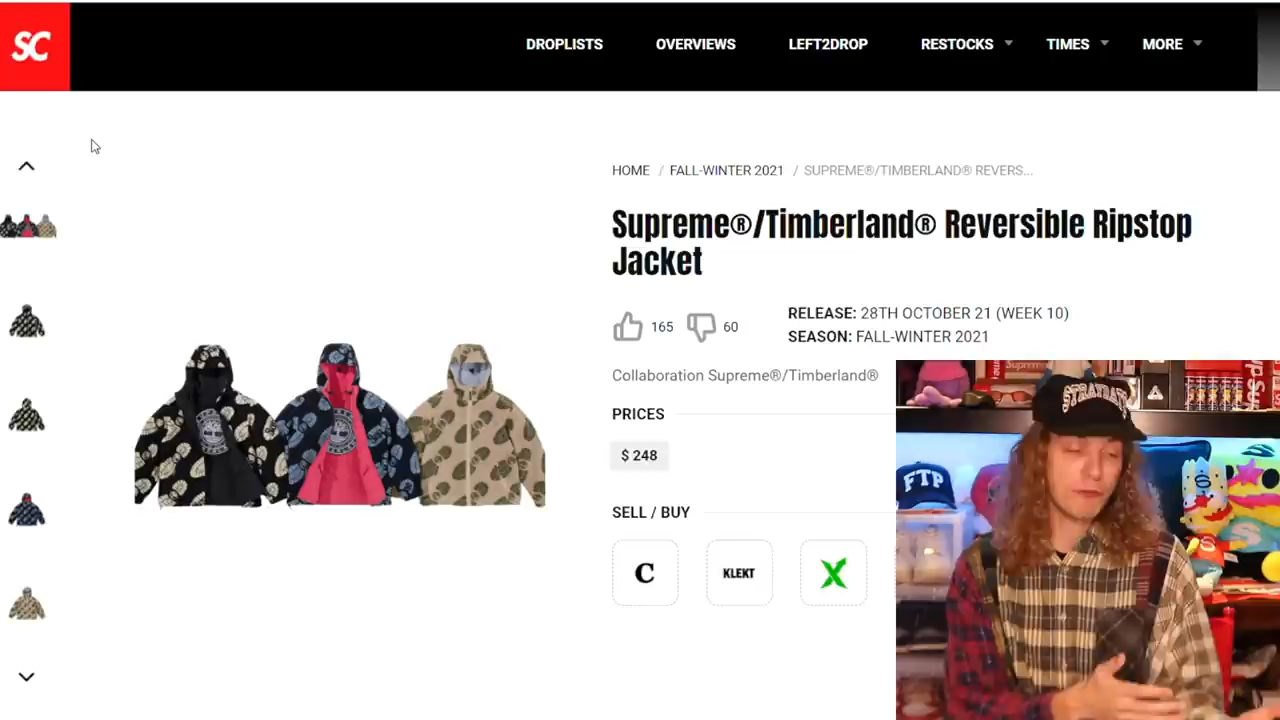 SC
DROPLISTS
OVERVIEWS
LEFT2DROP
RESTOCKS
TIMES
MORE
HOME / FALL-WINTER 2021 / SUPREME®/TIMBERLAND® REVERS...
Supreme®/Timberland® Reversible Ripstop
Jacket
165
60
RELEASE: 28TH OCTOBER 21 (WEEK 10)
SEASON: FALL-WINTER 2021
Collaboration Supreme®/Timberland®
PRICES
$ 248
SELL / BUY
C
KLEKT
X
FTP